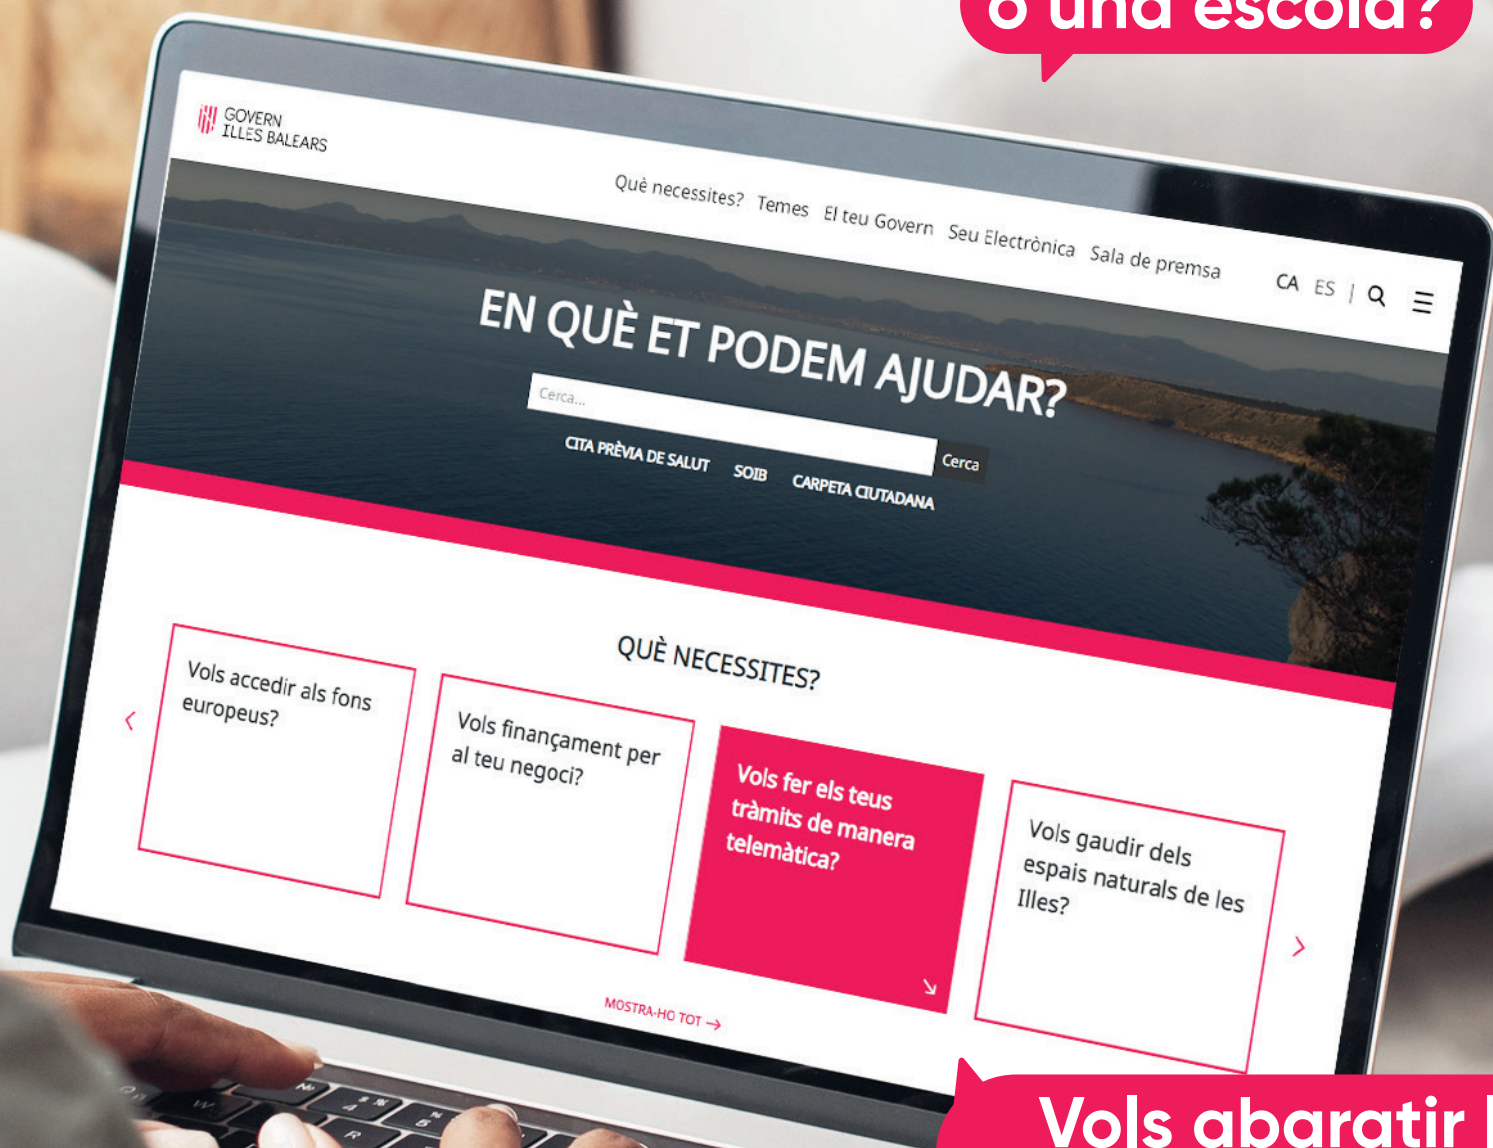 o una escola?
GOVERN
ILLES BALEARS
Què necessites? Temes El teu Govern Seu Electrònica Sala de premsa CA ES |
EN QUÈ ET PODEM AJUDAR?
Cerca... Cerca
CITA PRÈVIA DE SALUT SOIB CARPETA CIUTADANA
QUÈ NECESSITES?
Vols accedir als fons
europeus?
Vols finançament per
al teu negoci?
Vols fer els teus
tràmits de manera
telemàtica?
Vols gaudir dels
espais naturals de les
Illes?
MOSTRA-HO TOT →
Vols abaratir